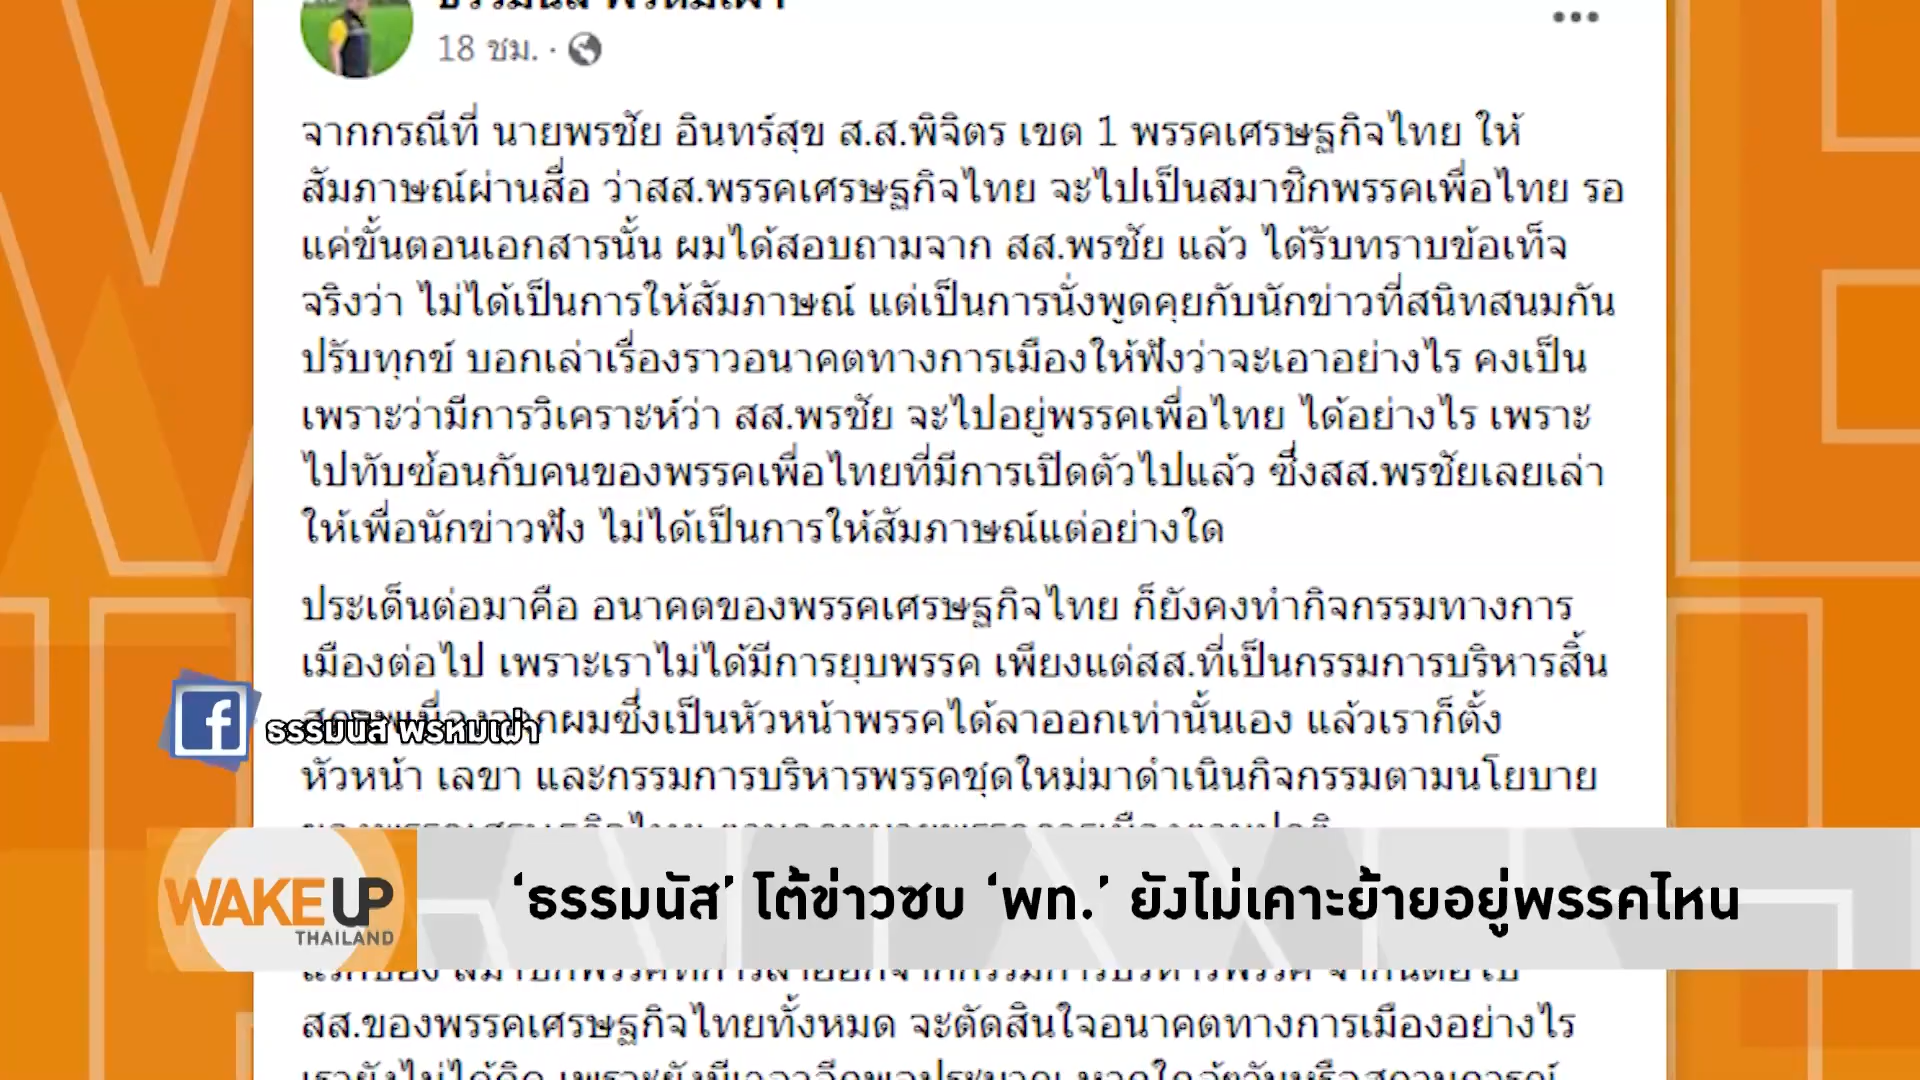 ธรรมนัส พรหมเผ่า
18 ชม. ·
จากกรณีที่ นายพรชัย อินทร์สุข ส.ส.พิจิตร เขต 1 พรรคเศรษฐกิจไทย ให้
สัมภาษณ์ผ่านสื่อ ว่าสส.พรรคเศรษฐกิจไทย จะไปเป็นสมาชิกพรรคเพื่อไทย รอ
แค่ขั้นตอนเอกสารนั้น ผมได้สอบถามจาก สส.พรชัย แล้ว ได้รับทราบข้อเท็จ
จริงว่า ไม่ได้เป็นการให้สัมภาษณ์ แต่เป็นการนั่งพูดคุยกับนักข่าวที่สนิทสนมกัน
ปรับทุกข์ บอกเล่าเรื่องราวอนาคตทางการเมืองให้ฟังว่าจะเอาอย่างไร คงเป็น
เพราะว่ามีการวิเคราะห์ว่า สส.พรชัย จะไปอยู่พรรคเพื่อไทย ได้อย่างไร เพราะ
ไปทับซ้อนกับคนของพรรคเพื่อไทยที่มีการเปิดตัวไปแล้ว ซึ่งสส.พรชัยเลยเล่า
ให้เพื่อนักข่าวฟัง ไม่ได้เป็นการให้สัมภาษณ์แต่อย่างใด
ประเด็นต่อมาคือ อนาคตของพรรคเศรษฐกิจไทย ก็ยังคงทำกิจกรรมทางการ
เมืองต่อไป เพราะเราไม่ได้มีการยุบพรรค เพียงแต่สส.ที่เป็นกรรมการบริหารสิ้น
ผมซึ่งเป็นหัวหน้าพรรคได้ลาออกเท่านั้นเอง แล้วเราก็ตั้ง
ธรรมนัส พรหมเผ่า
หัวหน้า เลขา และกรรมการบริหารพรรคชุดใหม่มาดำเนินกิจกรรมตามนโยบาย
WAKE UP
THAILAND
‘ธรรมนัส’ โต้ข่าวซบ ‘พท.’ ยังไม่เคาะย้ายอยู่พรรคไหน
สส.ของพรรคเศรษฐกิจไทยทั้งหมด จะตัดสินใจอนาคตทางการเมืองอย่างไร